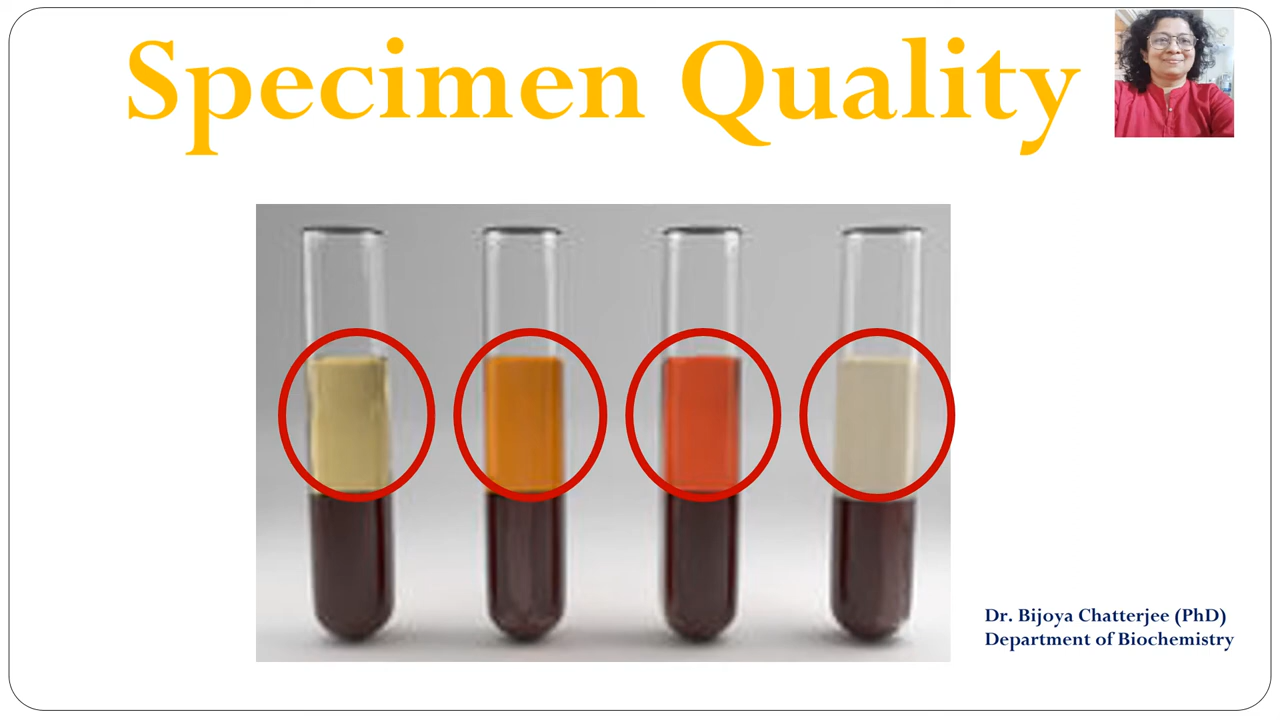 Specimen Quality
Dr. Bijoya Chatterjee (PhD)
Department of Biochemistry